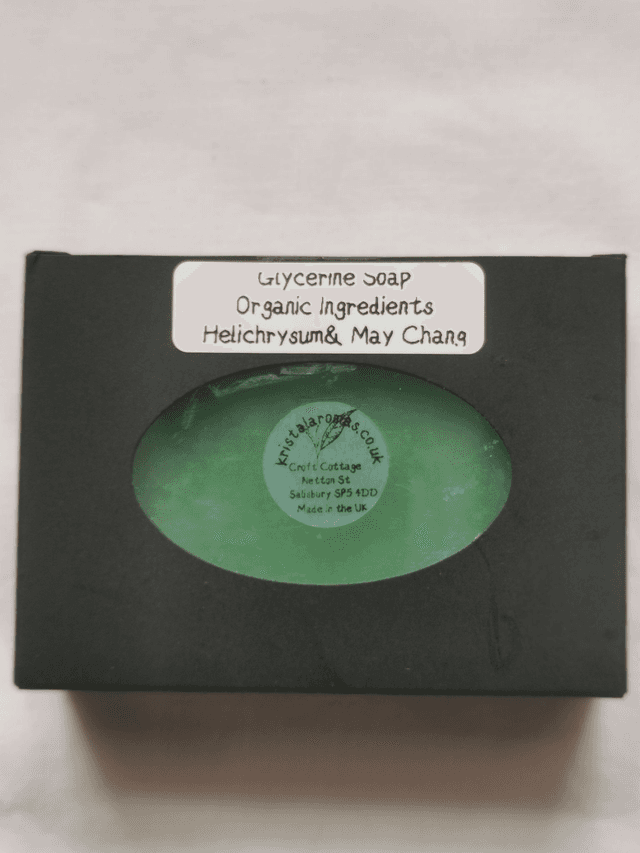 Glycerine Soap
Organic Ingredients
Helichrysum& May Chang
kristalaromas.co.uk
Croft Cottage
Netton St
Salisbury SP5 4DD
Made in the UK